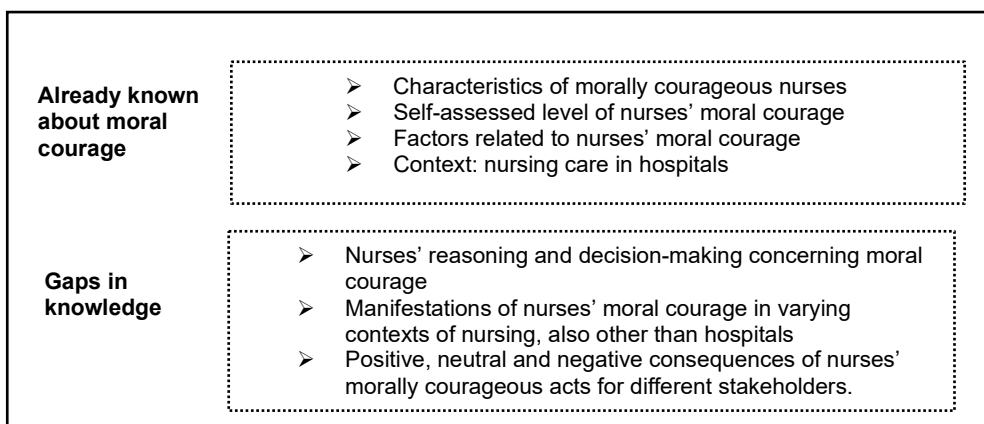 Already known
about moral
courage
➢ Characteristics of morally courageous nurses
➢ Self-assessed level of nurses’ moral courage
➢ Factors related to nurses’ moral courage
➢ Context: nursing care in hospitals
Gaps in
knowledge
➢ Nurses’ reasoning and decision-making concerning moral
courage
➢ Manifestations of nurses’ moral courage in varying
contexts of nursing, also other than hospitals
➢ Positive, neutral and negative consequences of nurses’
morally courageous acts for different stakeholders.